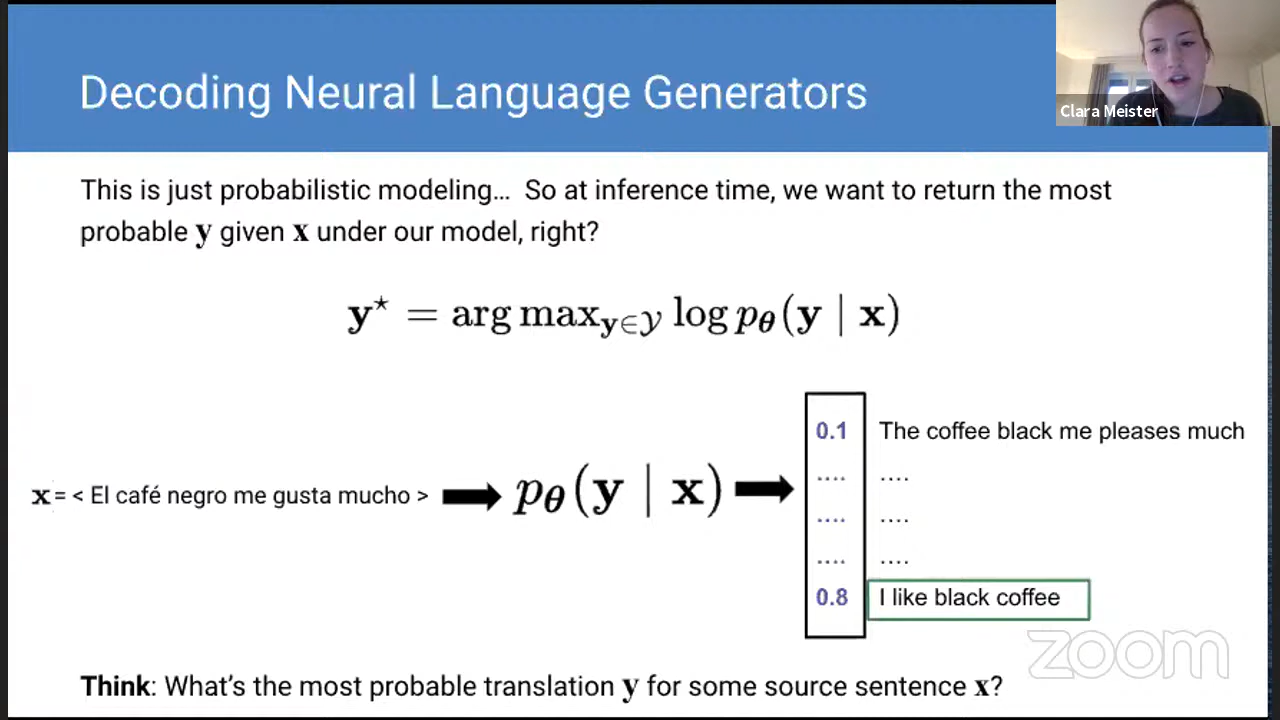 Decoding Neural Language Generators
Clara Meister
This is just probabilistic modeling... So at inference time, we want to return the most
probable y given x under our model, right?
y⋆ = arg max_{y∈𝒴} log p_θ(y | x)
0.1 The coffee black me pleases much
.... ....
x = < El café negro me gusta mucho > ➡ p_θ(y | x) ➡
.... ....
.... ....
0.8 I like black coffee
zoom
Think: What's the most probable translation y for some source sentence x?